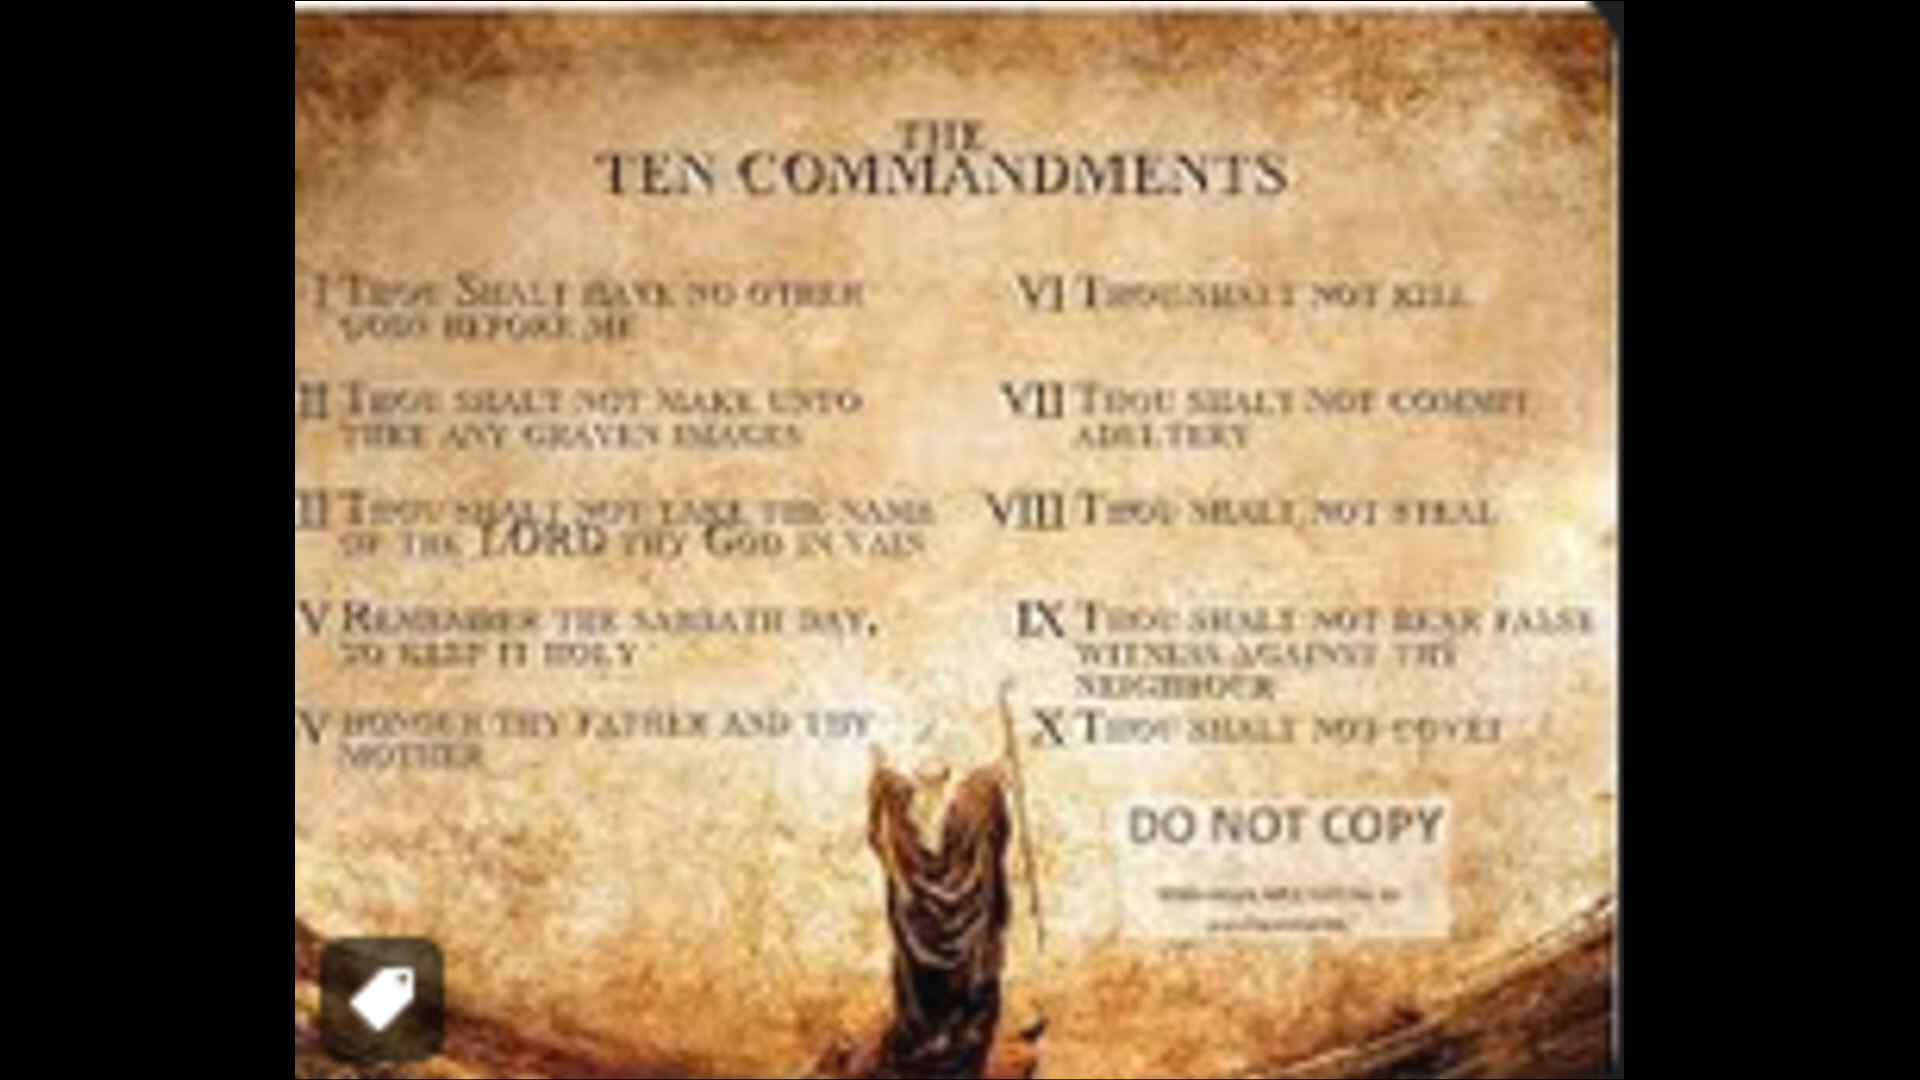 THE
TEN COMMANDMENTS
I THOU SHALT HAVE NO OTHER
GODS BEFORE ME
II THOU SHALT NOT MAKE UNTO
THEE ANY GRAVEN IMAGES
II THOU SHALT NOT TAKE THE NAME
OF THE LORD THY GOD IN VAIN
V REMEMBER THE SABBATH DAY,
TO KEEP IT HOLY
V HONOUR THY FATHER AND THY
MOTHER
VI THOU SHALT NOT KILL
VII THOU SHALT NOT COMMIT
ADULTERY
VIII THOU SHALT NOT STEAL
IX THOU SHALT NOT BEAR FALSE
WITNESS AGAINST THY
NEIGHBOUR
X THOU SHALT NOT COVET
DO NOT COPY